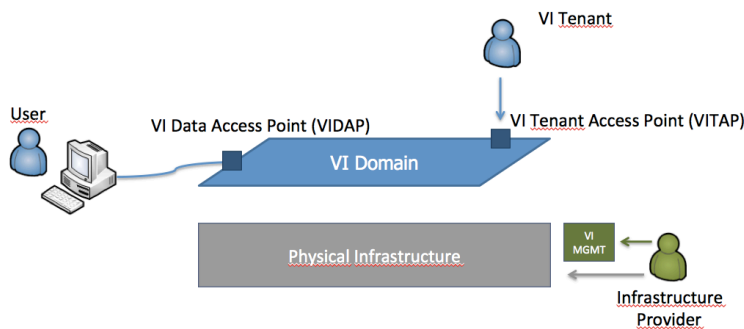 VI Tenant
User
VI Data Access Point (VIDAP)
VI Tenant Access Point (VITAP)
VI Domain
Physical Infrastructure
VI
MGMT
Infrastructure
Provider